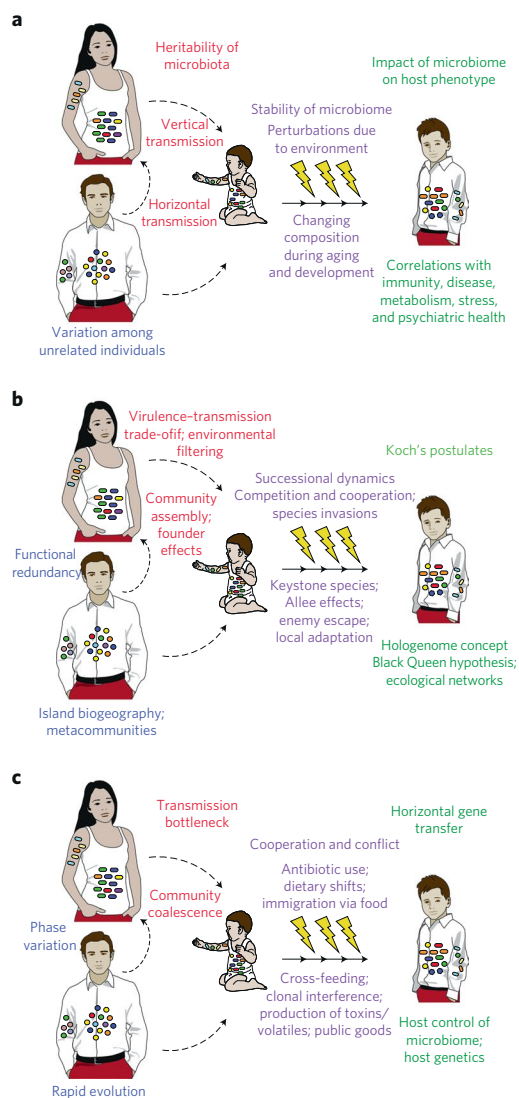 a
Heritability of
microbiota
Impact of microbiome
on host phenotype
Stability of microbiome
Perturbations due
to environment
Vertical
transmission
Horizontal
transmission
Changing
composition
during aging
and development
Correlations with
immunity, disease,
metabolism, stress,
and psychiatric health
Variation among
unrelated individuals
b
Virulence–transmission
trade-ofif; environmental
filtering
Koch's postulates
Successional dynamics
Competition and cooperation;
species invasions
Community
assembly;
founder
effects
Functional
redundancy
Keystone species;
Allee effects;
enemy escape;
local adaptation
Hologenome concept
Black Queen hypothesis;
ecological networks
Island biogeography;
metacommunities
c
Transmission
bottleneck
Horizontal gene
transfer
Cooperation and conflict
Antibiotic use;
dietary shifts;
immigration via food
Community
coalescence
Phase
variation
Cross-feeding;
clonal interference;
production of toxins/
volatiles; public goods
Host control of
microbiome;
host genetics
Rapid evolution